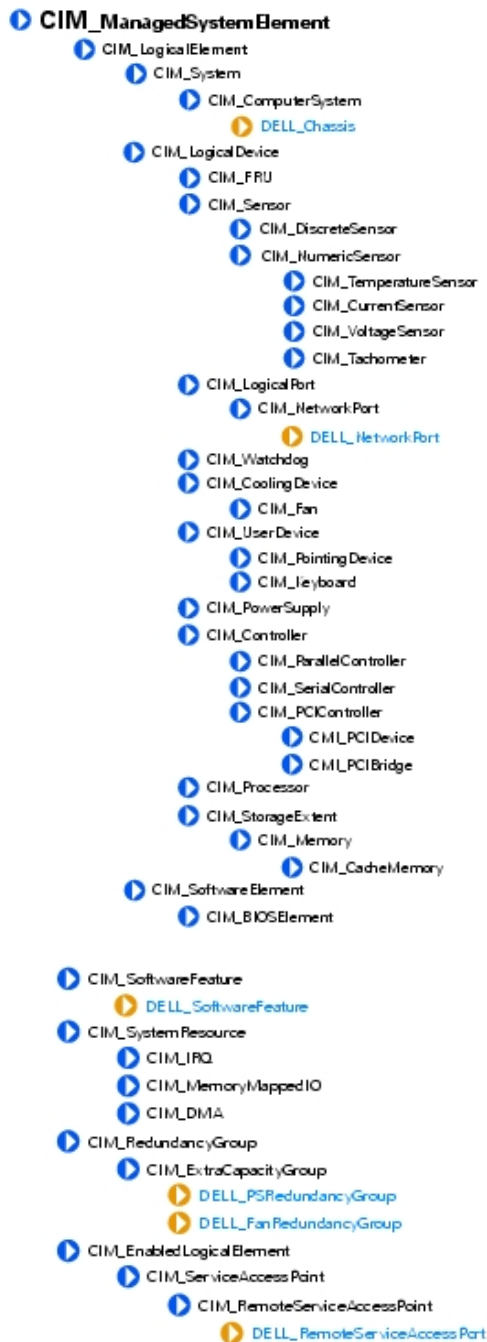 CIM_ManagedSystemElement
CIM_LogicalElement
CIM_System
CIM_ComputerSystem
DELL_Chassis
CIM_LogicalDevice
CIM_FRU
CIM_Sensor
CIM_DiscreteSensor
CIM_NumericSensor
CIM_TemperatureSensor
CIM_CurrentSensor
CIM_VoltageSensor
CIM_Tachometer
CIM_LogicalPort
CIM_NetworkPort
DELL_NetworkPort
CIM_Watchdog
CIM_CoolingDevice
CIM_Fan
CIM_UserDevice
CIM_PointingDevice
CIM_Keyboard
CIM_PowerSupply
CIM_Controller
CIM_ParallelController
CIM_SerialController
CIM_PCIController
CMI_PCIDevice
CMI_PCIBridge
CIM_Processor
CIM_StorageExtent
CIM_Memory
CIM_CacheMemory
CIM_SoftwareElement
CIM_BIOSElement
CIM_SoftwareFeature
DELL_SoftwareFeature
CIM_SystemResource
CIM_IRQ
CIM_MemoryMappedIO
CIM_DMA
CIM_RedundancyGroup
CIM_ExtraCapacityGroup
DELL_PSRedundancyGroup
DELL_FanRedundancyGroup
CIM_EnabledLogicalElement
CIM_ServiceAccessPoint
CIM_RemoteServiceAccessPoint
DELL_RemoteServiceAccessPort